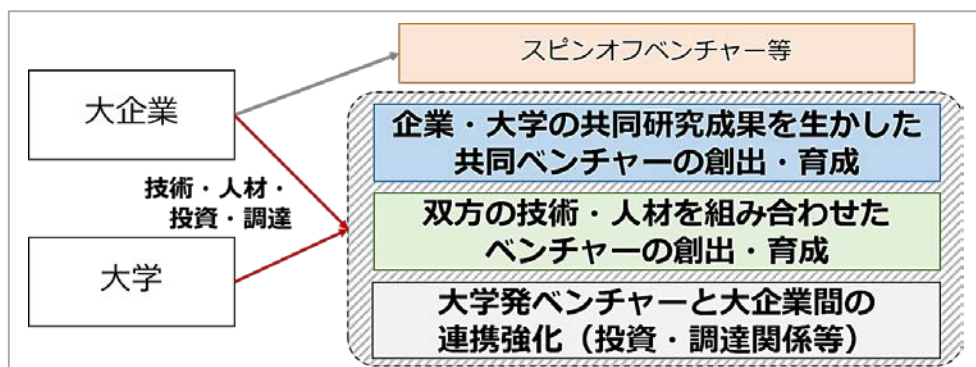 スピンオフベンチャー等
大企業
企業・大学の共同研究成果を生かした
共同ベンチャーの創出・育成
技術・人材・
投資・調達
双方の技術・人材を組み合わせた
ベンチャーの創出・育成
大学
大学発ベンチャーと大企業間の
連携強化（投資・調達関係等）